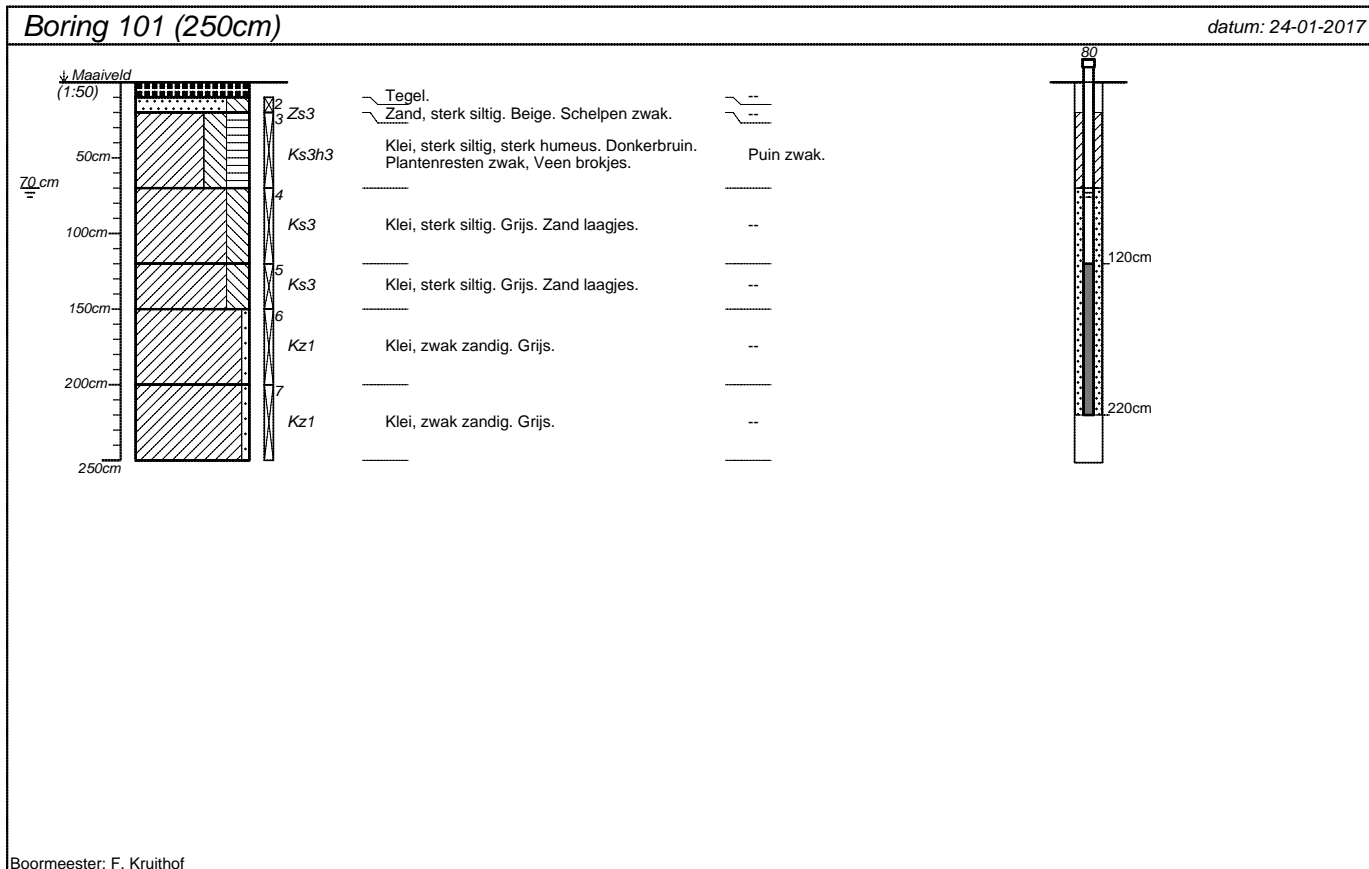 Boring 101 (250cm)
datum: 24-01-2017
80
Maaiveld
(1:50)
Tegel.
--
2
Zs3
Zand, sterk siltig. Beige. Schelpen zwak.
--
3
50cm
Ks3h3
Klei, sterk siltig, sterk humeus. Donkerbruin.
Plantenresten zwak, Veen brokjes.
Puin zwak.
70 cm
4
100cm
Ks3
Klei, sterk siltig. Grijs. Zand laagjes.
--
120cm
5
Ks3
Klei, sterk siltig. Grijs. Zand laagjes.
--
150cm
6
Kz1
Klei, zwak zandig. Grijs.
--
200cm
7
220cm
Kz1
Klei, zwak zandig. Grijs.
--
250cm
Boormeester: F. Kruithof